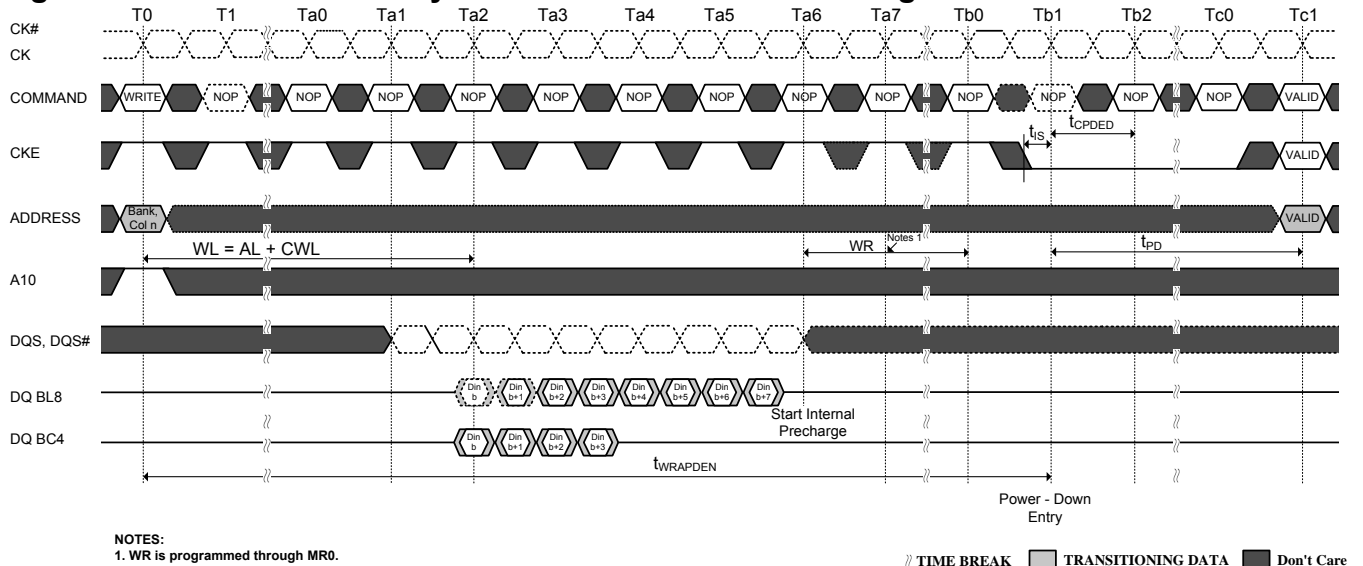 T0 T1 Ta0 Ta1 Ta2 Ta3 Ta4 Ta5 Ta6 Ta7 Tb0 Tb1 Tb2 Tc0 Tc1
CK#
CK
COMMAND WRITE NOP NOP NOP NOP NOP NOP NOP NOP NOP NOP NOP NOP NOP VALID
tIS tCPDED
CKE VALID
ADDRESS Bank, Col n VALID
WL = AL + CWL WR Notes 1 tPD
A10
DQS, DQS#
DQ BL8 Din b Din b+1 Din b+2 Din b+3 Din b+4 Din b+5 Din b+6 Din b+7
Start Internal
Precharge
DQ BC4 Din b Din b+1 Din b+2 Din b+3
tWRAPDEN
Power - Down
Entry
NOTES:
1. WR is programmed through MR0.
TIME BREAK TRANSITIONING DATA Don't Care